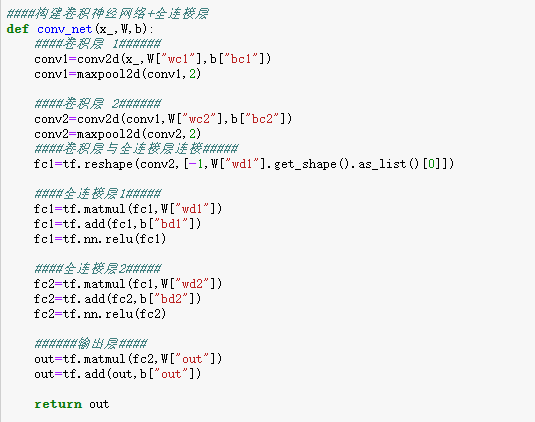 ####构建卷积神经网络+全连接层
def conv_net(x_,W,b):
    ####卷积层 1######
    conv1=conv2d(x_,W["wc1"],b["bc1"])
    conv1=maxpool2d(conv1,2)

    ####卷积层 2######
    conv2=conv2d(conv1,W["wc2"],b["bc2"])
    conv2=maxpool2d(conv2,2)
    ####卷积层与全连接层连接#####
    fc1=tf.reshape(conv2,[-1,W["wd1"].get_shape().as_list()[0]])

    ####全连接层1#####
    fc1=tf.matmul(fc1,W["wd1"])
    fc1=tf.add(fc1,b["bd1"])
    fc1=tf.nn.relu(fc1)

    ####全连接层2#####
    fc2=tf.matmul(fc1,W["wd2"])
    fc2=tf.add(fc2,b["bd2"])
    fc2=tf.nn.relu(fc2)

    ######输出层####
    out=tf.matmul(fc2,W["out"])
    out=tf.add(out,b["out"])

    return out